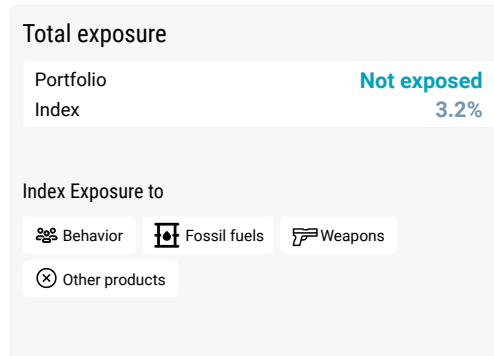 Total exposure
Portfolio Not exposed
Index 3.2%
Index Exposure to
Behavior Fossil fuels Weapons
Other products